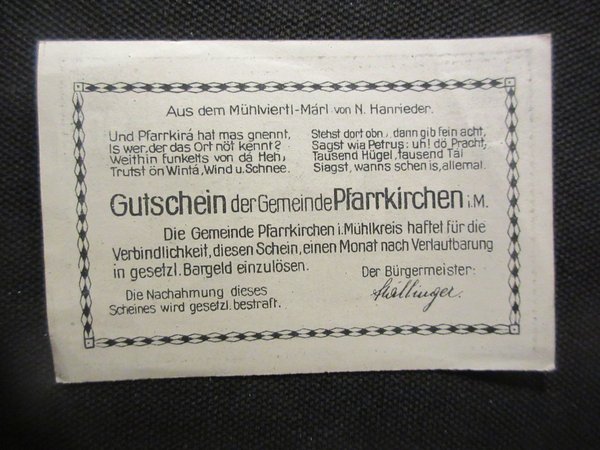 Aus dem Mühlviertl-Márl von N. Hanrieder.
Und Pfarrkirá hat mas gnennt,
Is wer, der das Ort nöt kennt?
Weithin funkelts von dá Heh,
Trutst ön Wintá, Wind u. Schnee.
Stehst dort obn, dann gib fein acht,
Sagst wia Petrus: uh! dö Pracht,
Tausend Hügel, tausend Tál
Siagst, wanns schen is, allemal.
Gutschein der Gemeinde Pfarrkirchen i.M.
Die Gemeinde Pfarrkirchen i. Mühlkreis haftet für die
Verbindlichkeit, diesen Schein, einen Monat nach Verlautbarung
in gesetzl. Bargeld einzulösen.
Der Bürgermeister:
Die Nachahmung dieses
Scheines wird gesetzl. bestraft.